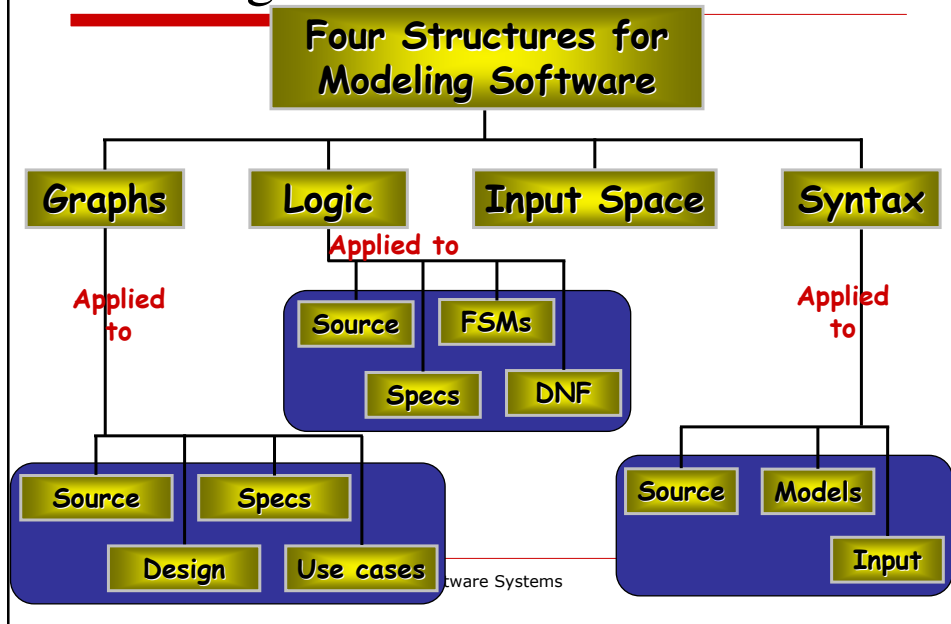 Four Structures for
Modeling Software
Graphs
Logic
Input Space
Syntax
Applied to
Applied
to
Applied
to
Source
FSMs
Specs
DNF
Source
Specs
Design
Use cases
Source
Models
Input
Systems